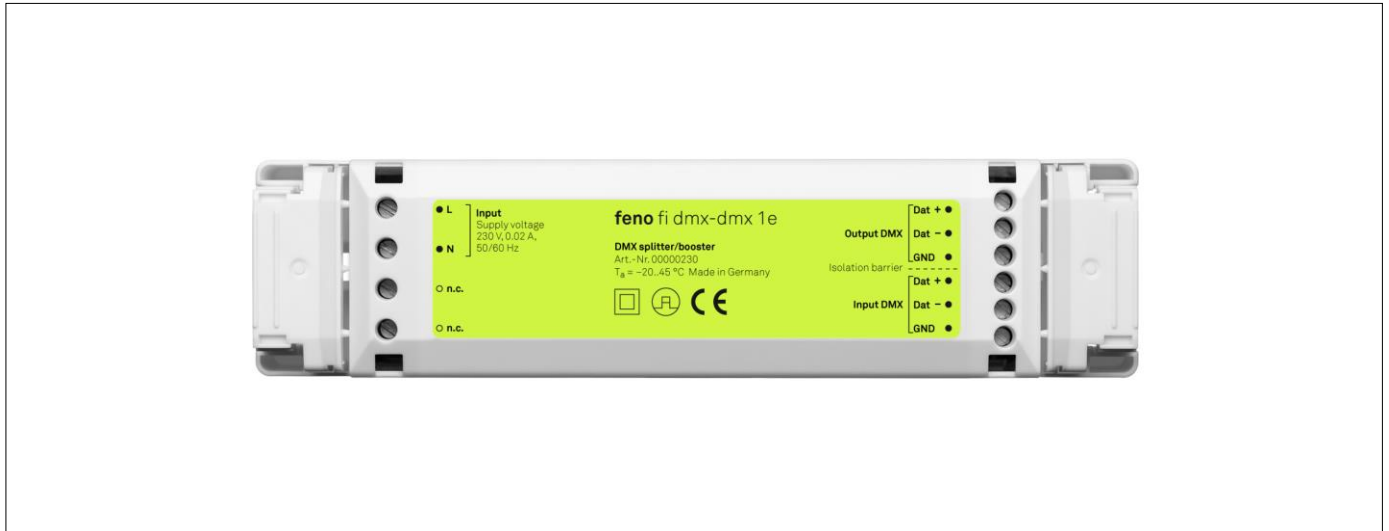 L
Input
Supply voltage
230 V, 0.02 A,
50/60 Hz
N
n.c.
n.c.
feno fi dmx-dmx 1e
DMX splitter/booster
Art.-Nr. 00000230
Ta = −20..45 °C Made in Germany
CE
Output DMX
Dat +
Dat −
GND
Isolation barrier
Input DMX
Dat +
Dat −
GND